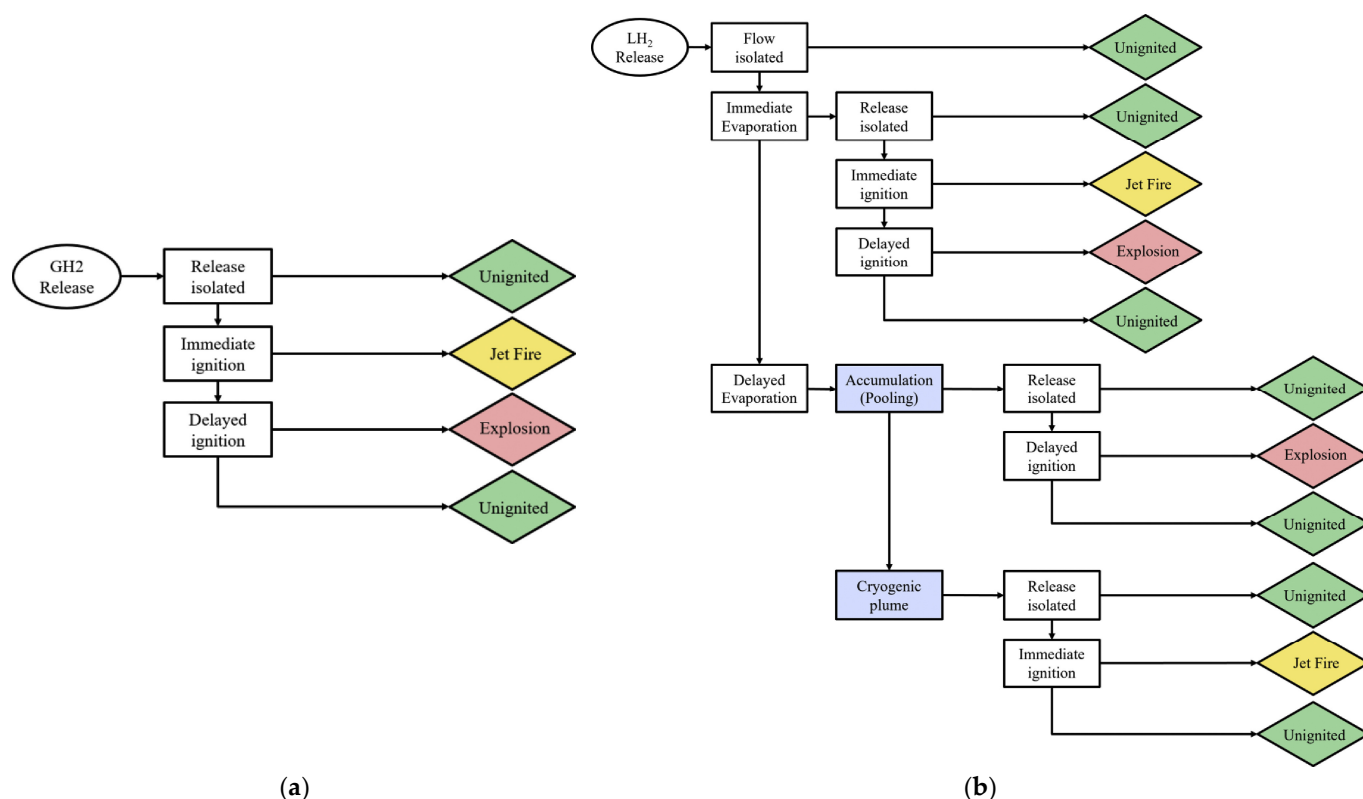 GH2
Release
Release
isolated
Unignited
Immediate
ignition
Jet Fire
Delayed
ignition
Explosion
Unignited
(a)
LH₂
Release
Flow
isolated
Unignited
Immediate
Evaporation
Release
isolated
Unignited
Immediate
ignition
Jet Fire
Delayed
ignition
Explosion
Unignited
Delayed
Evaporation
Accumulation
(Pooling)
Release
isolated
Unignited
Delayed
ignition
Explosion
Unignited
Cryogenic
plume
Release
isolated
Unignited
Immediate
ignition
Jet Fire
Unignited
(b)